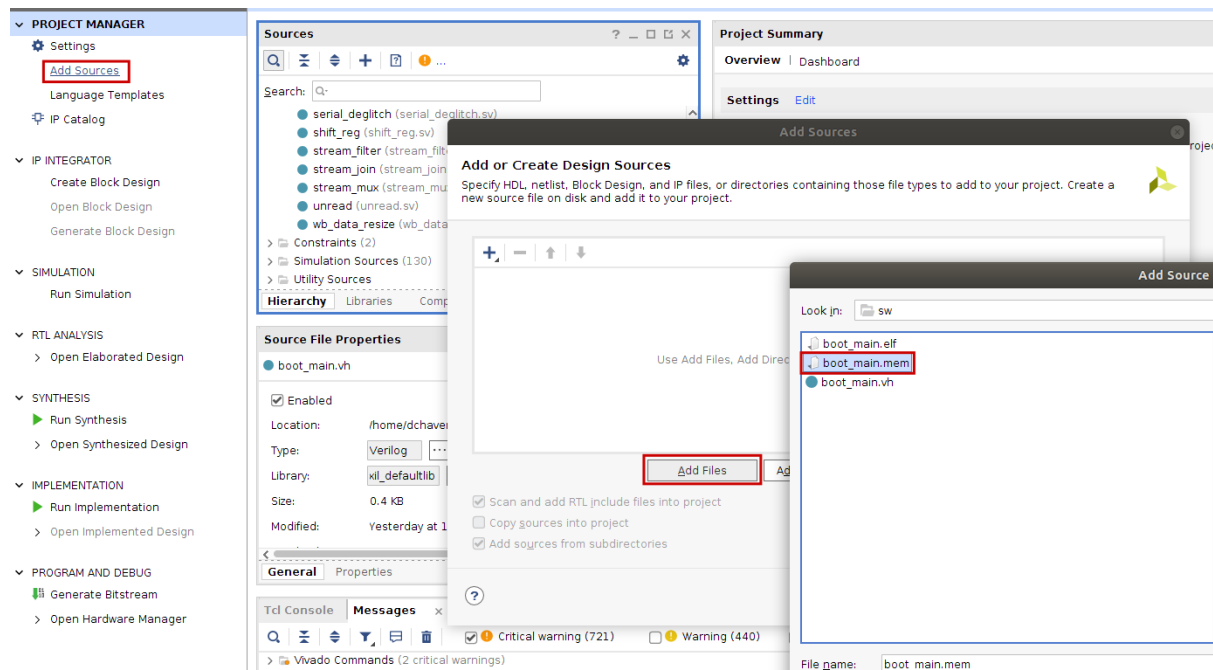 PROJECT MANAGER
Settings
Add Sources
Language Templates
IP Catalog
IP INTEGRATOR
Create Block Design
Open Block Design
Generate Block Design
SIMULATION
Run Simulation
RTL ANALYSIS
Open Elaborated Design
SYNTHESIS
Run Synthesis
Open Synthesized Design
IMPLEMENTATION
Run Implementation
Open Implemented Design
PROGRAM AND DEBUG
Generate Bitstream
Open Hardware Manager
Sources
? _
...
Search: Q-
serial_deglitch (serial_deglitch.sv)
shift_reg (shift_reg.sv)
stream_filter (stream_filt
stream_join (stream_join
stream_mux (stream_mu
unread (unread.sv)
wb_data_resize (wb_data
Constraints (2)
Simulation Sources (130)
Utility Sources
Hierarchy Libraries Comp
Source File Properties
boot_main.vh
Enabled
Location: /home/dchave
Type: Verilog ...
Library: xil_defaultlib
Size: 0.4 KB
Modified: Yesterday at 1
General Properties
Tcl Console Messages ×
Critical warning (721) Warning (440)
Vivado Commands (2 critical warnings)
Project Summary
Overview | Dashboard
Settings Edit
roje
Add Sources
Add or Create Design Sources
Specify HDL, netlist, Block Design, and IP files, or directories containing those file types to add to your project. Create a
new source file on disk and add it to your project.
Use Add Files, Add Direc
Add Files Ad
Scan and add RTL include files into project
Copy sources into project
Add sources from subdirectories
?
Add Source
Look in: sw
boot_main.elf
boot_main.mem
boot_main.vh
File name: boot_main.mem